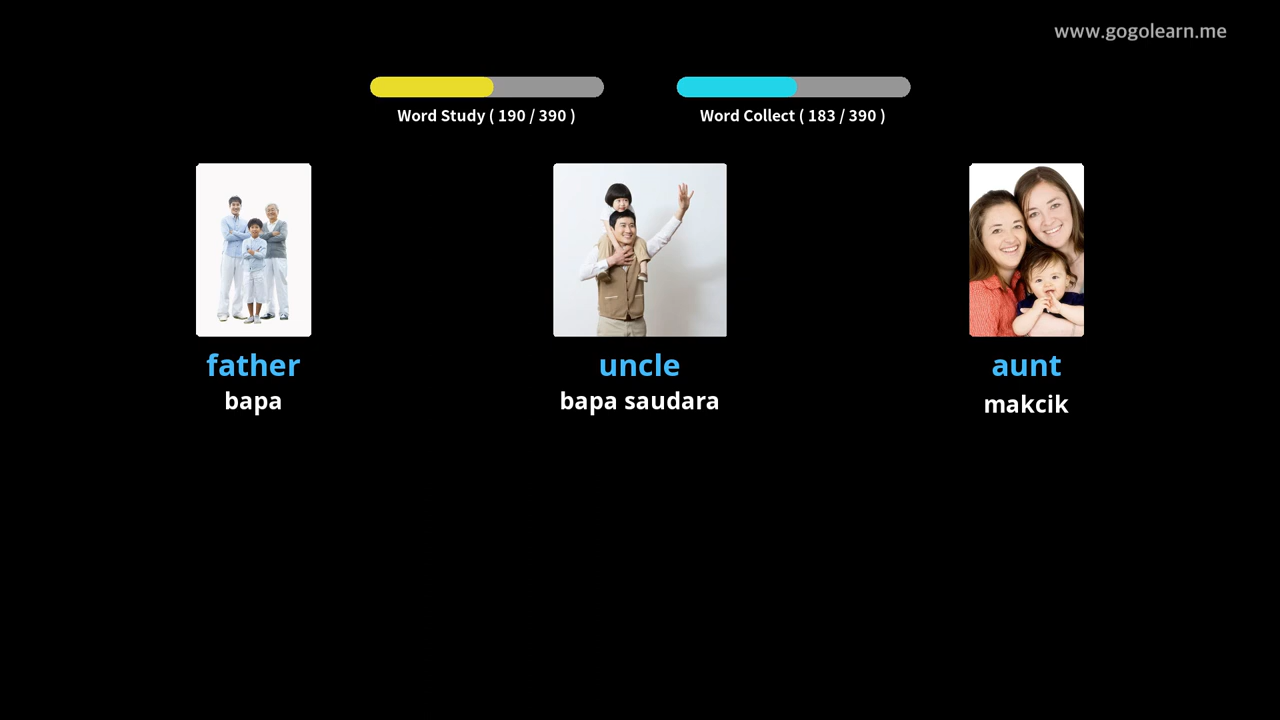 www.gogolearn.me
Word Study ( 190 / 390 )
Word Collect ( 183 / 390 )
father
bapa
uncle
bapa saudara
aunt
makcik